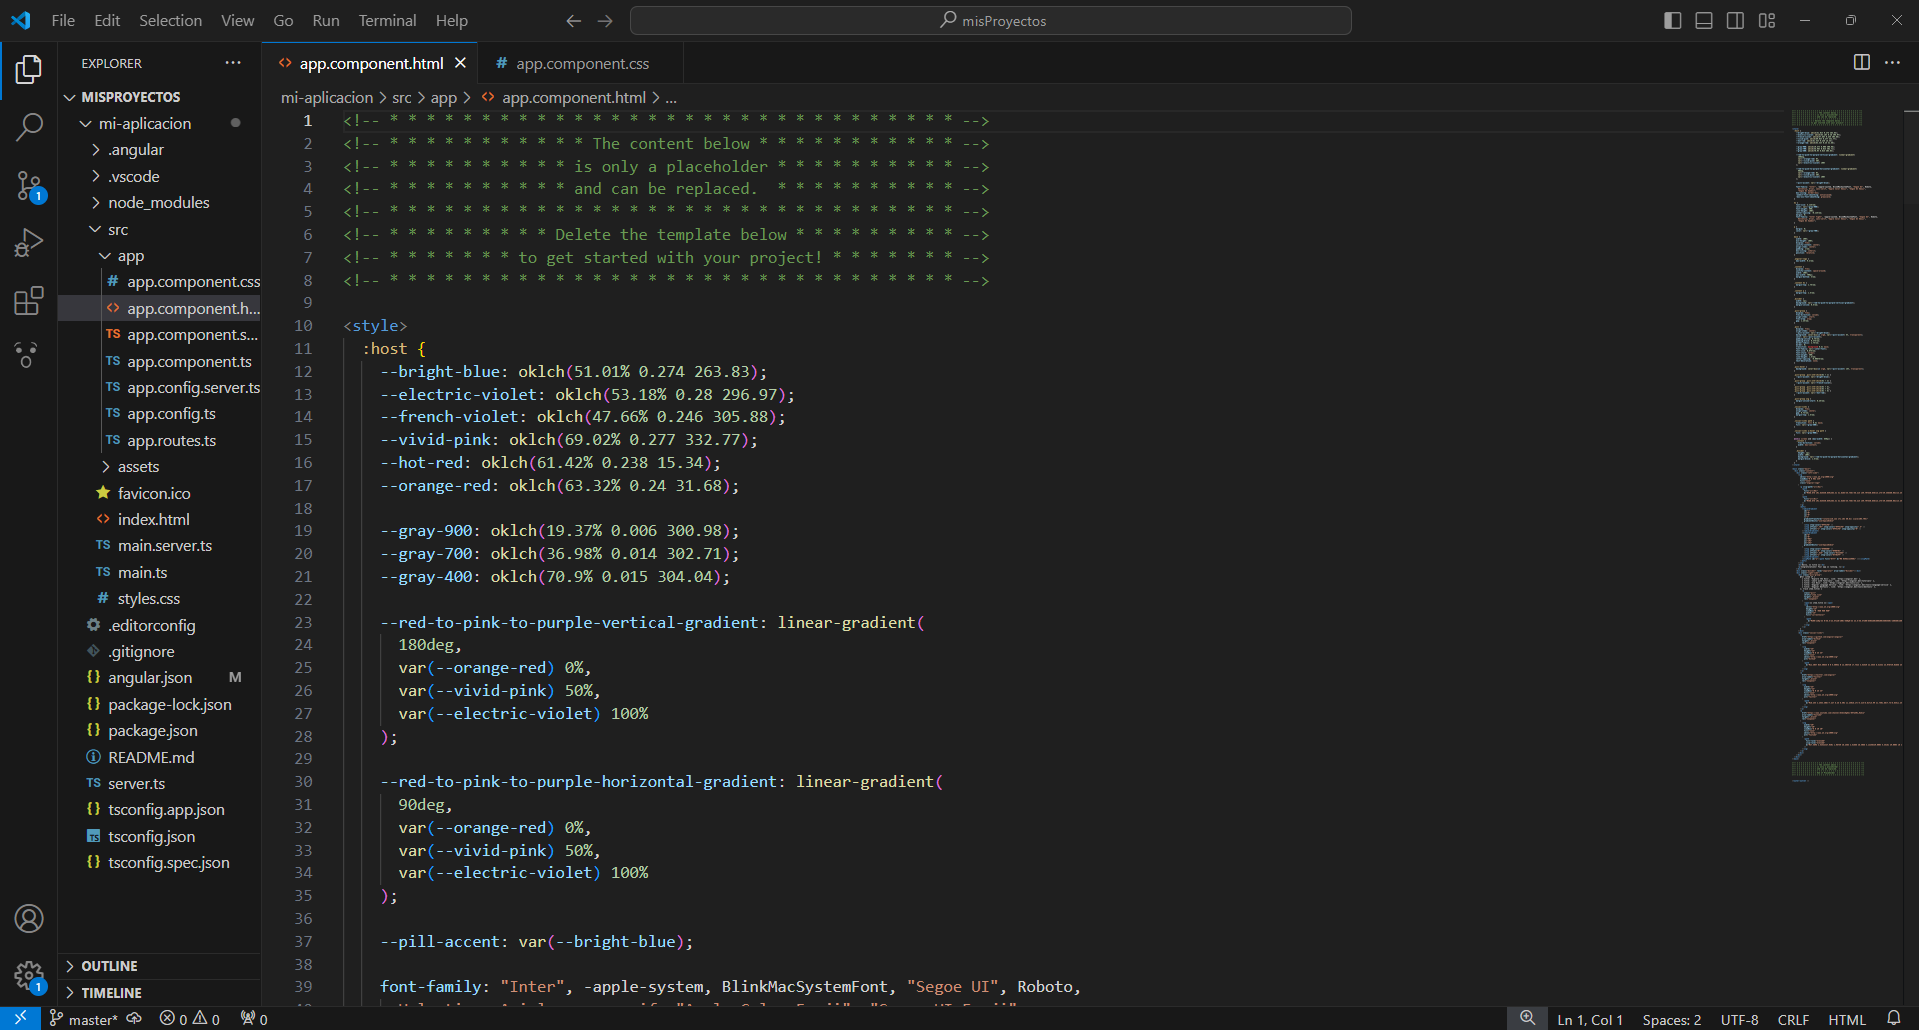 File Edit Selection View Go Run Terminal Help
misProyectos
EXPLORER
MISPROYECTOS
mi-aplicacion
.angular
.vscode
node_modules
src
app
app.component.css
app.component.h...
app.component.s...
app.component.ts
app.config.server.ts
app.config.ts
app.routes.ts
assets
favicon.ico
index.html
main.server.ts
main.ts
styles.css
.editorconfig
.gitignore
angular.json M
package-lock.json
package.json
README.md
server.ts
tsconfig.app.json
tsconfig.json
tsconfig.spec.json
OUTLINE
TIMELINE
1
1
app.component.html
app.component.css
mi-aplicacion > src > app > app.component.html > ...
1 <!-- * * * * * * * * * * * * * * * * * * * * * * * * * * * * * * * -->
2 <!-- * * * * * * * * * * * The content below * * * * * * * * * * * -->
3 <!-- * * * * * * * * * * is only a placeholder * * * * * * * * * * -->
4 <!-- * * * * * * * * * * and can be replaced.  * * * * * * * * * * -->
5 <!-- * * * * * * * * * * * * * * * * * * * * * * * * * * * * * * * -->
6 <!-- * * * * * * * * * Delete the template below * * * * * * * * * -->
7 <!-- * * * * * * * to get started with your project! * * * * * * * -->
8 <!-- * * * * * * * * * * * * * * * * * * * * * * * * * * * * * * * -->
9
10 <style>
11 :host {
12 --bright-blue: oklch(51.01% 0.274 263.83);
13 --electric-violet: oklch(53.18% 0.28 296.97);
14 --french-violet: oklch(47.66% 0.246 305.88);
15 --vivid-pink: oklch(69.02% 0.277 332.77);
16 --hot-red: oklch(61.42% 0.238 15.34);
17 --orange-red: oklch(63.32% 0.24 31.68);
18
19 --gray-900: oklch(19.37% 0.006 300.98);
20 --gray-700: oklch(36.98% 0.014 302.71);
21 --gray-400: oklch(70.9% 0.015 304.04);
22
23 --red-to-pink-to-purple-vertical-gradient: linear-gradient(
24 180deg,
25 var(--orange-red) 0%,
26 var(--vivid-pink) 50%,
27 var(--electric-violet) 100%
28 );
29
30 --red-to-pink-to-purple-horizontal-gradient: linear-gradient(
31 90deg,
32 var(--orange-red) 0%,
33 var(--vivid-pink) 50%,
34 var(--electric-violet) 100%
35 );
36
37 --pill-accent: var(--bright-blue);
38
39 font-family: "Inter", -apple-system, BlinkMacSystemFont, "Segoe UI", Roboto,
master* 0 0 0
Ln 1, Col 1 Spaces: 2 UTF-8 CRLF HTML